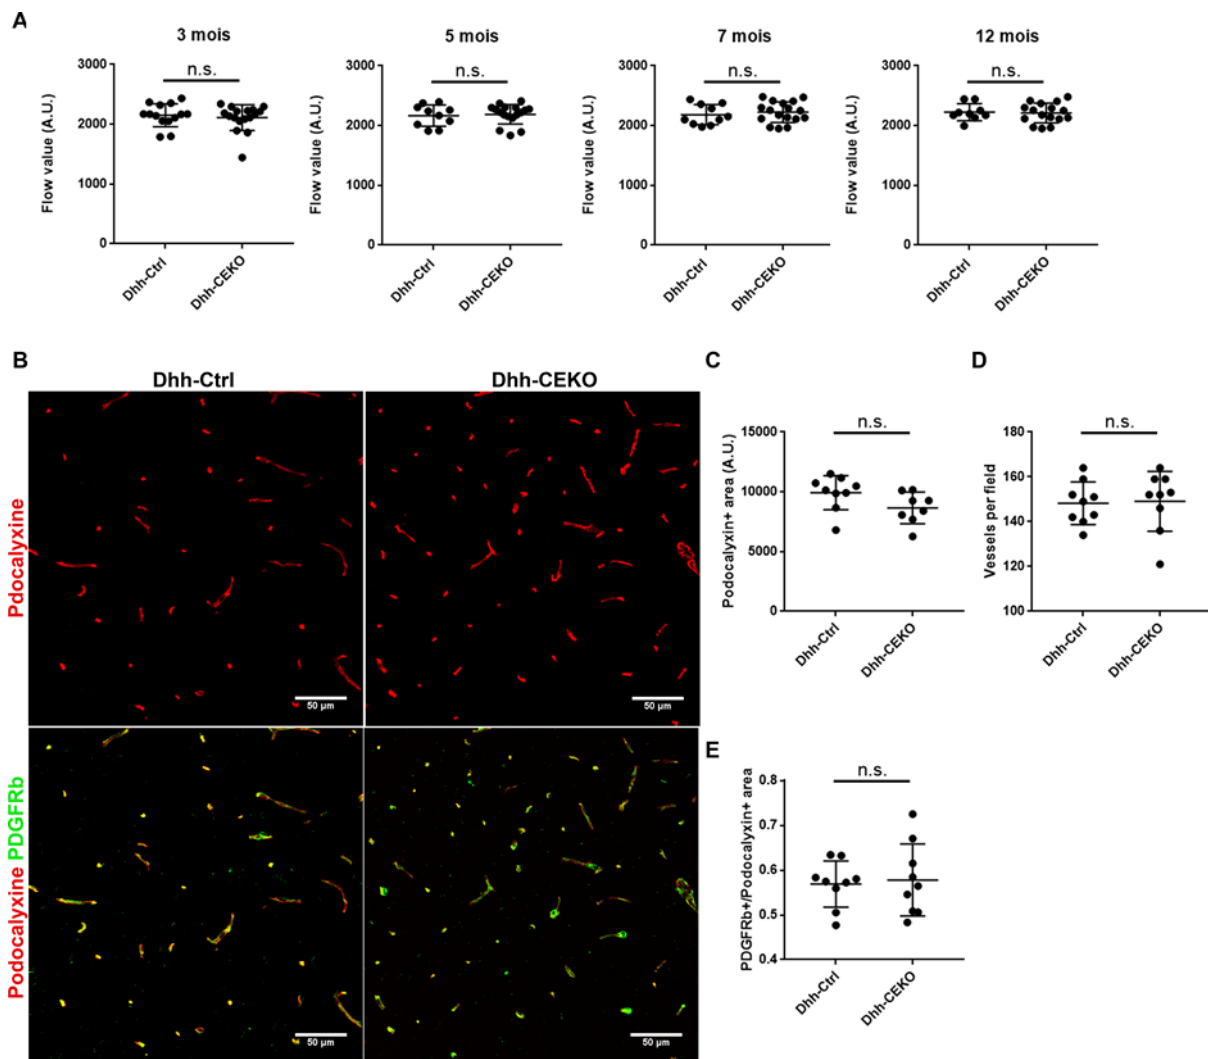 A
3 mois
5 mois
7 mois
12 mois
n.s.
n.s.
n.s.
n.s.
Flow value (A.U.)
3000
2000
1000
0
Dhh-Ctrl
Dhh-CEKO
Flow value (A.U.)
3000
2000
1000
0
Dhh-Ctrl
Dhh-CEKO
Flow value (A.U.)
3000
2000
1000
0
Dhh-Ctrl
Dhh-CEKO
Flow value (A.U.)
3000
2000
1000
0
Dhh-Ctrl
Dhh-CEKO
B
Dhh-Ctrl
Dhh-CEKO
Pdocalyxine
50 µm
50 µm
Podocalyxine PDGFRb
50 µm
50 µm
C
n.s.
Podocalyxin+ area (A.U.)
15000
10000
5000
0
Dhh-Ctrl
Dhh-CEKO
D
n.s.
Vessels per field
180
160
140
120
100
Dhh-Ctrl
Dhh-CEKO
E
n.s.
PDGFRb+/Podocalyxin+ area
0.8
0.7
0.6
0.5
0.4
Dhh-Ctrl
Dhh-CEKO